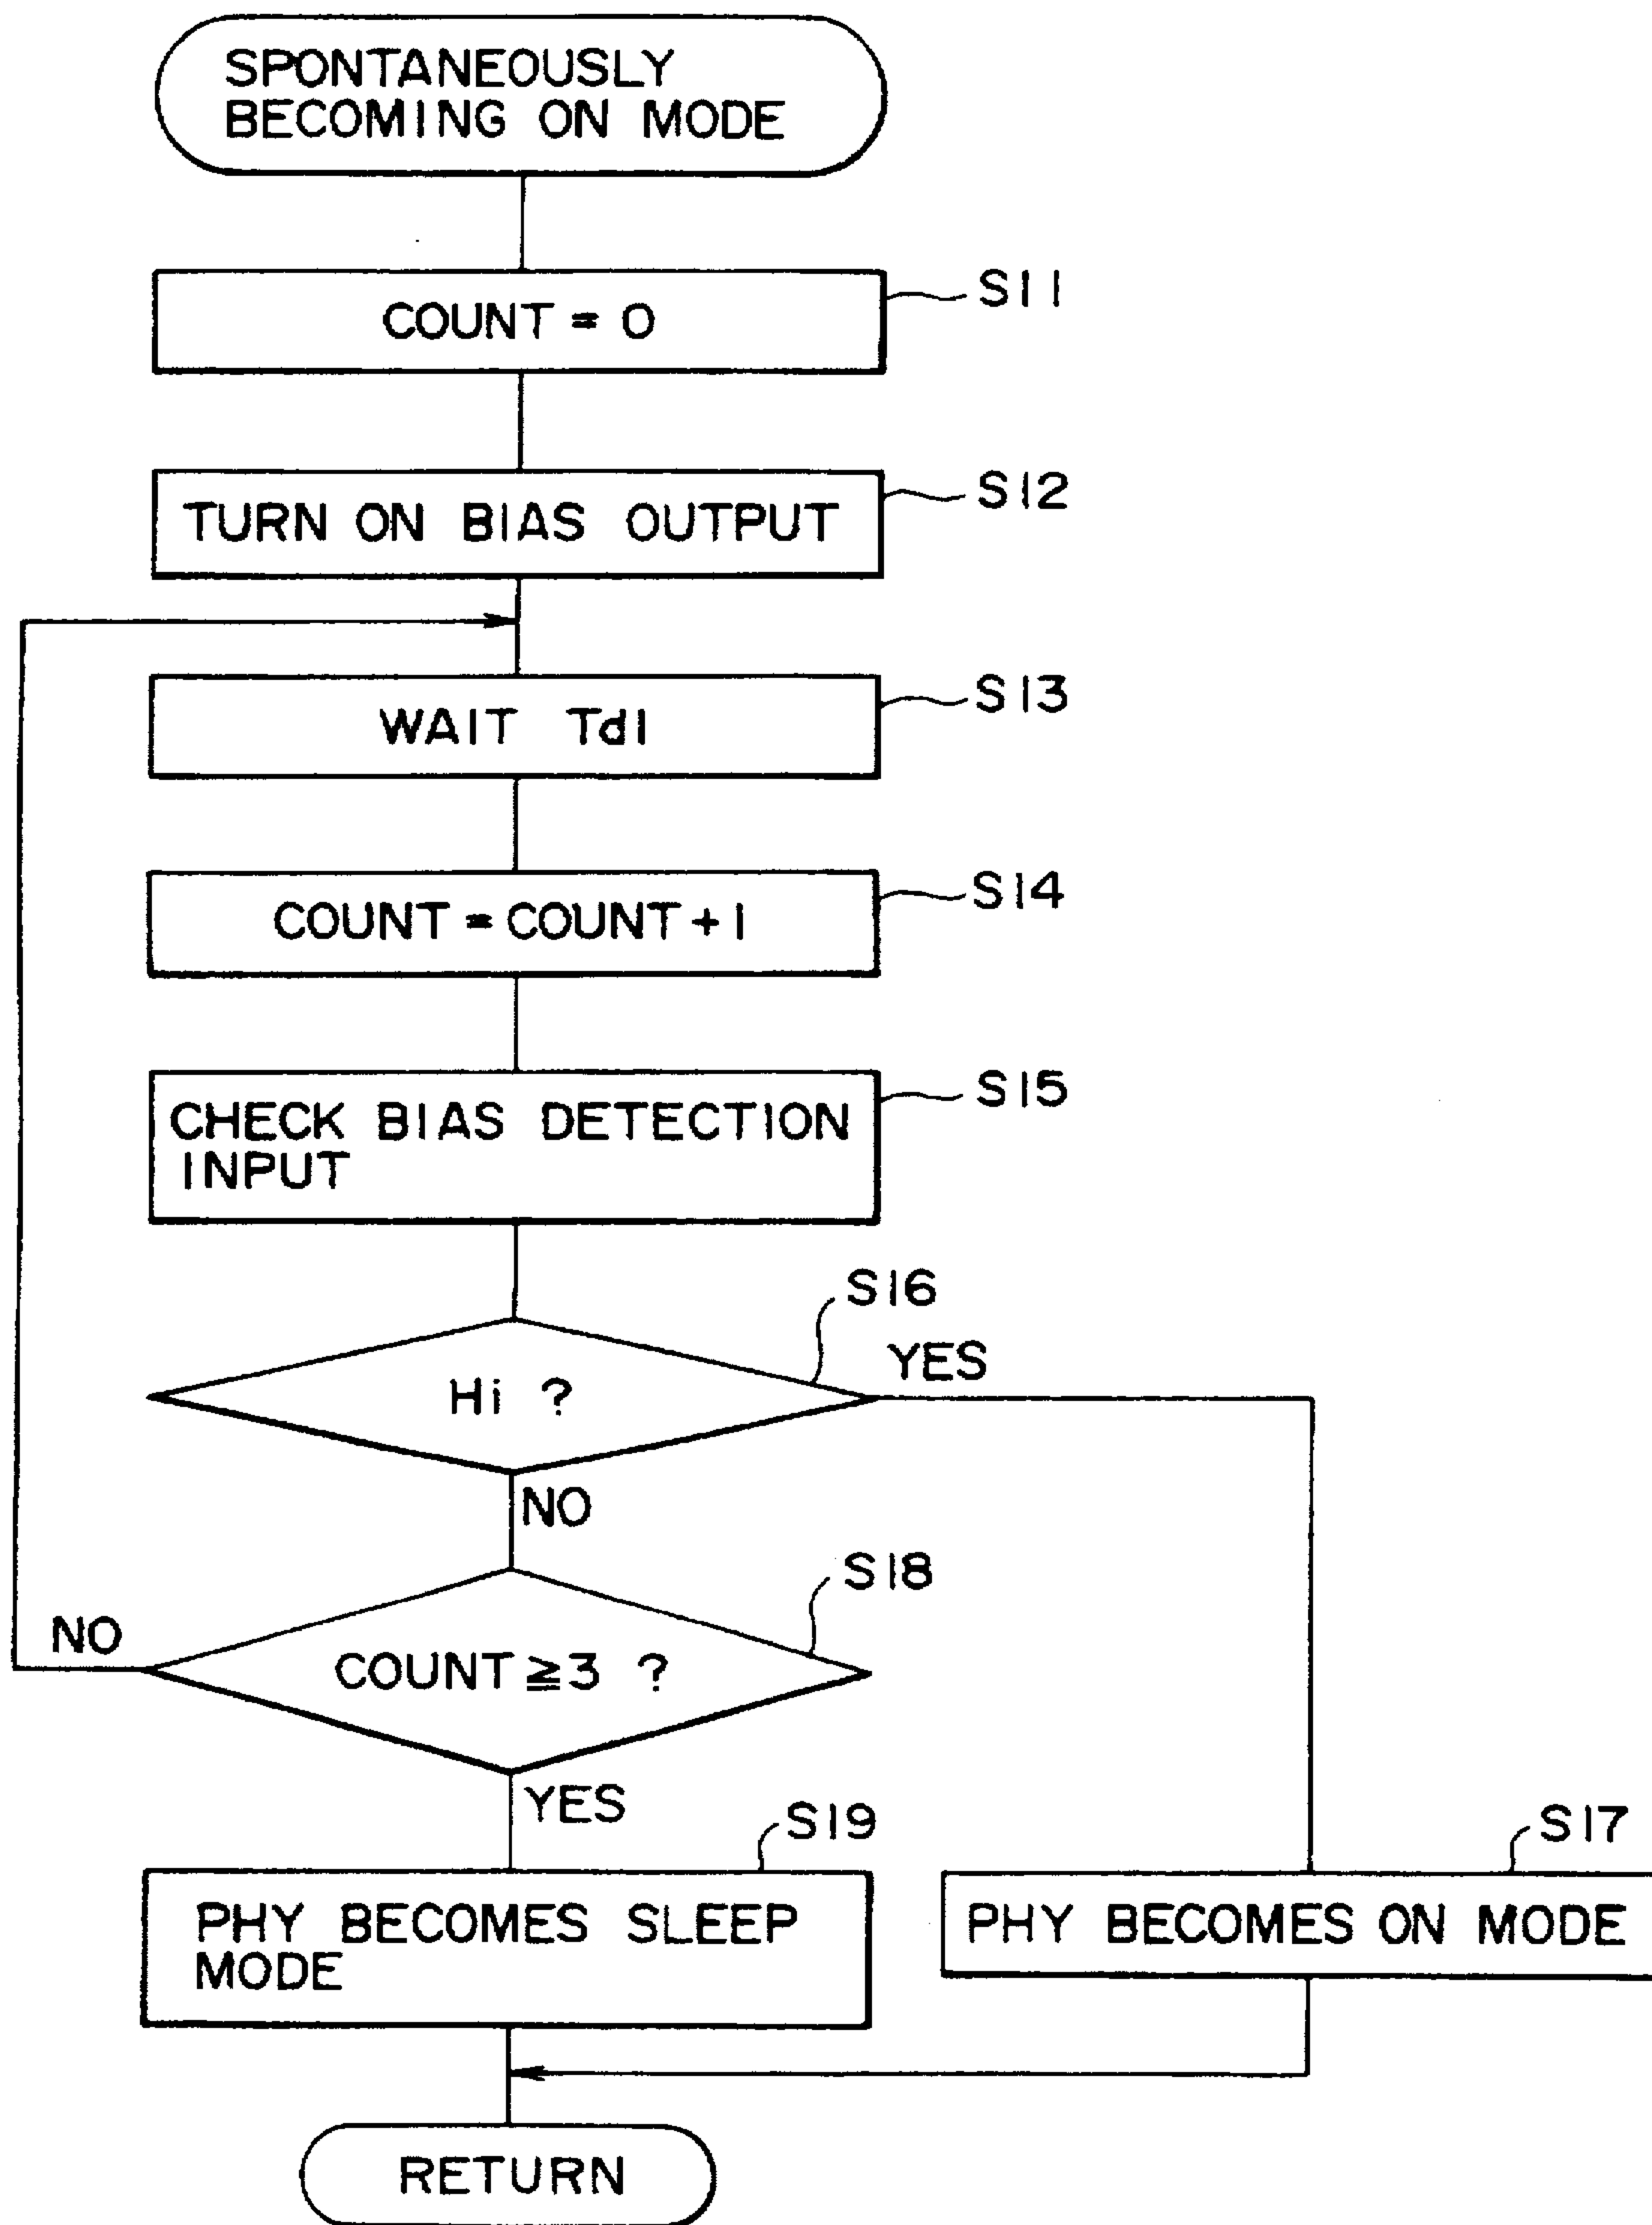 SPONTANEOUSLY
BECOMING ON MODE
COUNT = 0
S11
TURN ON BIAS OUTPUT
S12
WAIT Td1
S13
COUNT = COUNT + 1
S14
CHECK BIAS DETECTION
INPUT
S15
Hi ?
S16
YES
NO
COUNT ≧ 3 ?
S18
NO
YES
PHY BECOMES SLEEP
MODE
S19
PHY BECOMES ON MODE
S17
RETURN